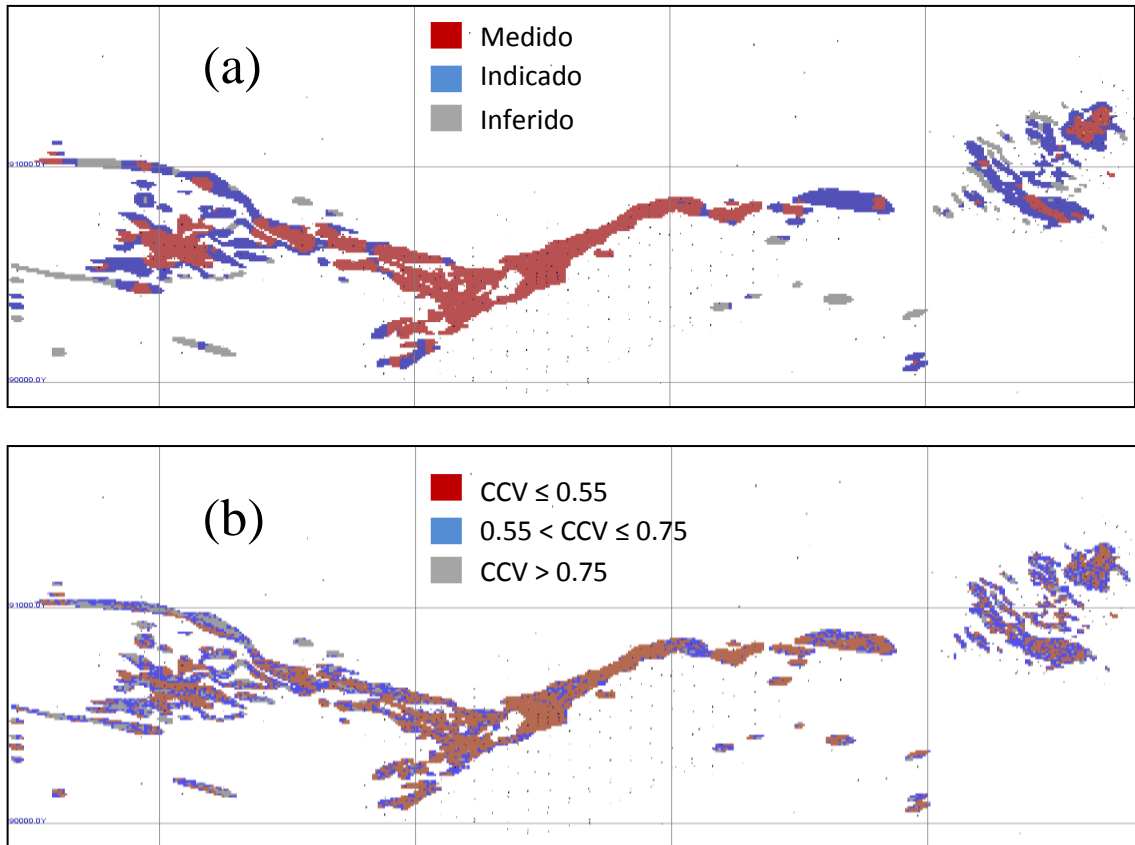 (a)
Medido
Indicado
Inferido
91000.0Y
90000.0Y
(b)
CCV ≤ 0.55
0.55 < CCV ≤ 0.75
CCV > 0.75
91000.0Y
90000.0Y